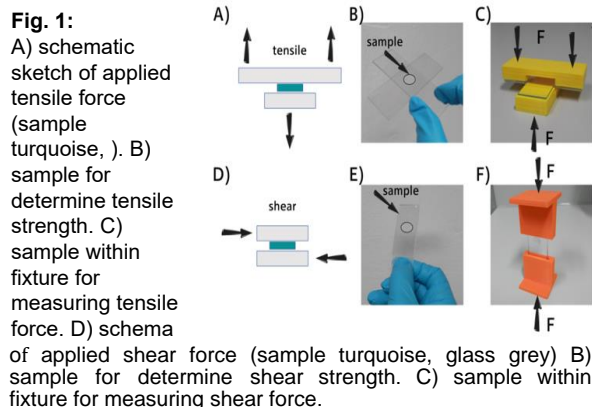 Fig. 1:
A) schematic
sketch of applied
tensile force
(sample
turquoise, ). B)
sample for
determine tensile
strength. C)
sample within
fixture for
measuring tensile
force. D) schema
of applied shear force (sample turquoise, glass grey) B)
sample for determine shear strength. C) sample within
fixture for measuring shear force.
A)
tensile
B)
sample
C)
F
F
D)
shear
E)
sample
F)
F
F